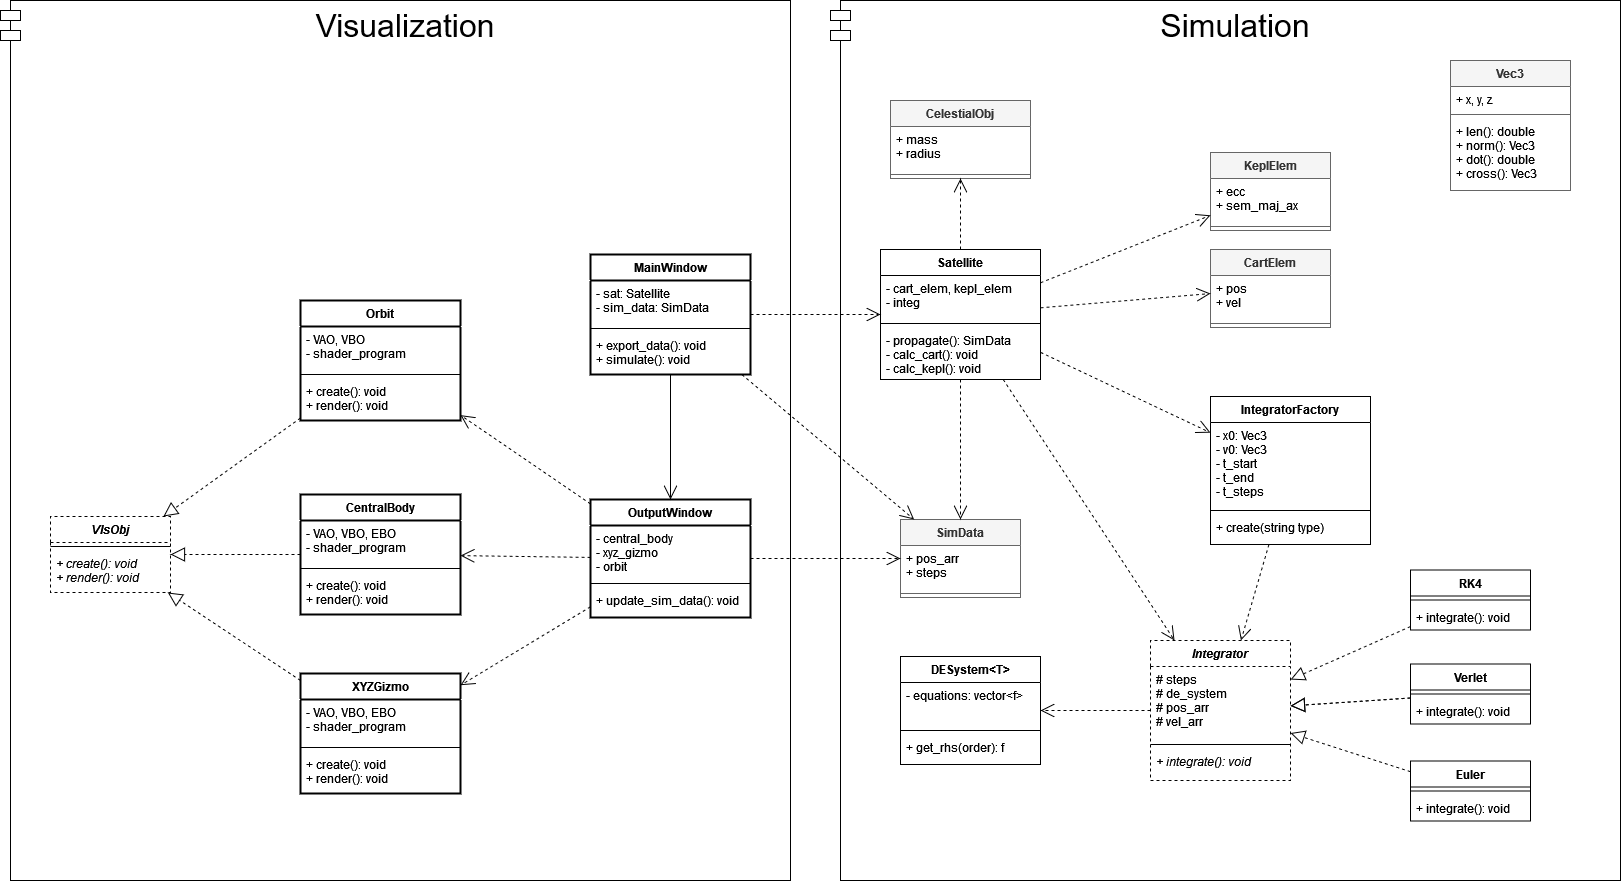 Visualization
Orbit
- VAO, VBO
- shader_program
+ create(): void
+ render(): void
MainWindow
- sat: Satellite
- sim_data: SimData
+ export_data(): void
+ simulate(): void
VIsObj
+ create(): void
+ render(): void
CentralBody
- VAO, VBO, EBO
- shader_program
+ create(): void
+ render(): void
OutputWindow
- central_body
- xyz_gizmo
- orbit
+ update_sim_data(): void
XYZGizmo
- VAO, VBO, EBO
- shader_program
+ create(): void
+ render(): void
Simulation
Vec3
+ x, y, z
+ len(): double
+ norm(): Vec3
+ dot(): double
+ cross(): Vec3
CelestialObj
+ mass
+ radius
KeplElem
+ ecc
+ sem_maj_ax
Satellite
- cart_elem, kepl_elem
- integ
- propagate(): SimData
- calc_cart(): void
- calc_kepl(): void
CartElem
+ pos
+ vel
IntegratorFactory
- x0: Vec3
- v0: Vec3
- t_start
- t_end
- t_steps
+ create(string type)
SimData
+ pos_arr
+ steps
DESystem<T>
- equations: vector<f>
+ get_rhs(order): f
Integrator
# steps
# de_system
# pos_arr
# vel_arr
+ integrate(): void
RK4
+ integrate(): void
Verlet
+ integrate(): void
Euler
+ integrate(): void